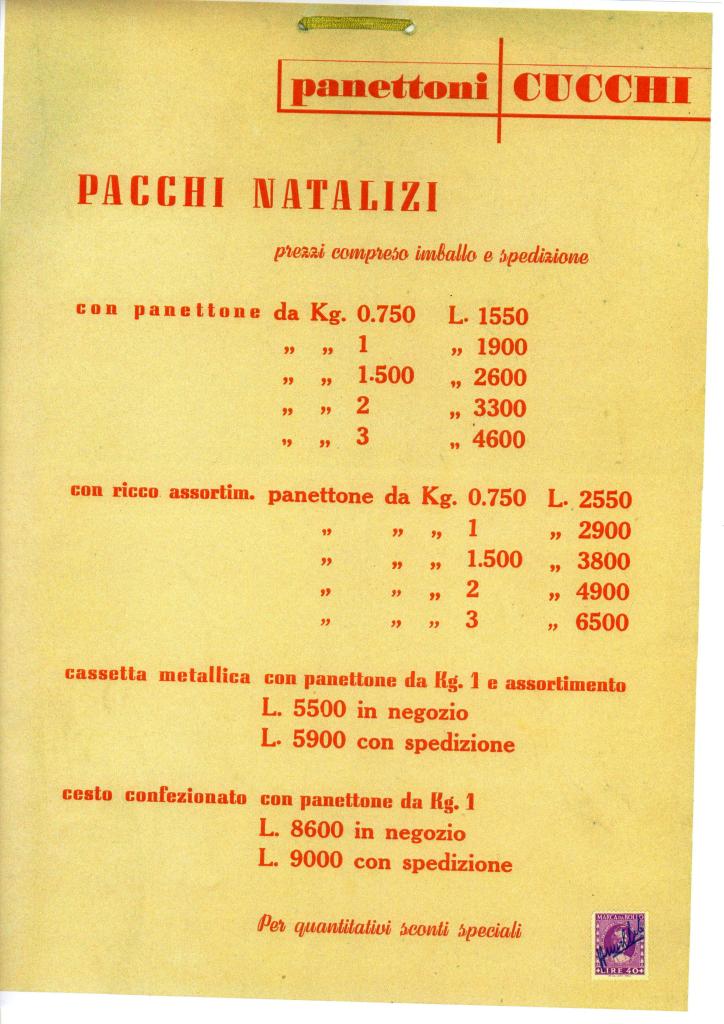 panettoni CUCCHI
PACCHI NATALIZI
prezzi compreso imballo e spedizione
con panettone da Kg. 0.750 L. 1550
„ „ 1 „ 1900
„ „ 1.500 „ 2600
„ „ 2 „ 3300
„ „ 3 „ 4600
con ricco assortim. panettone da Kg. 0.750 L. 2550
„ „ „ 1 „ 2900
„ „ „ 1.500 „ 3800
„ „ „ 2 „ 4900
„ „ „ 3 „ 6500
cassetta metallica con panettone da Kg. 1 e assortimento
L. 5500 in negozio
L. 5900 con spedizione
cesto confezionato con panettone da Kg. 1
L. 8600 in negozio
L. 9000 con spedizione
Per quantitativi sconti speciali
MARCA DA BOLLO
LIRE 40